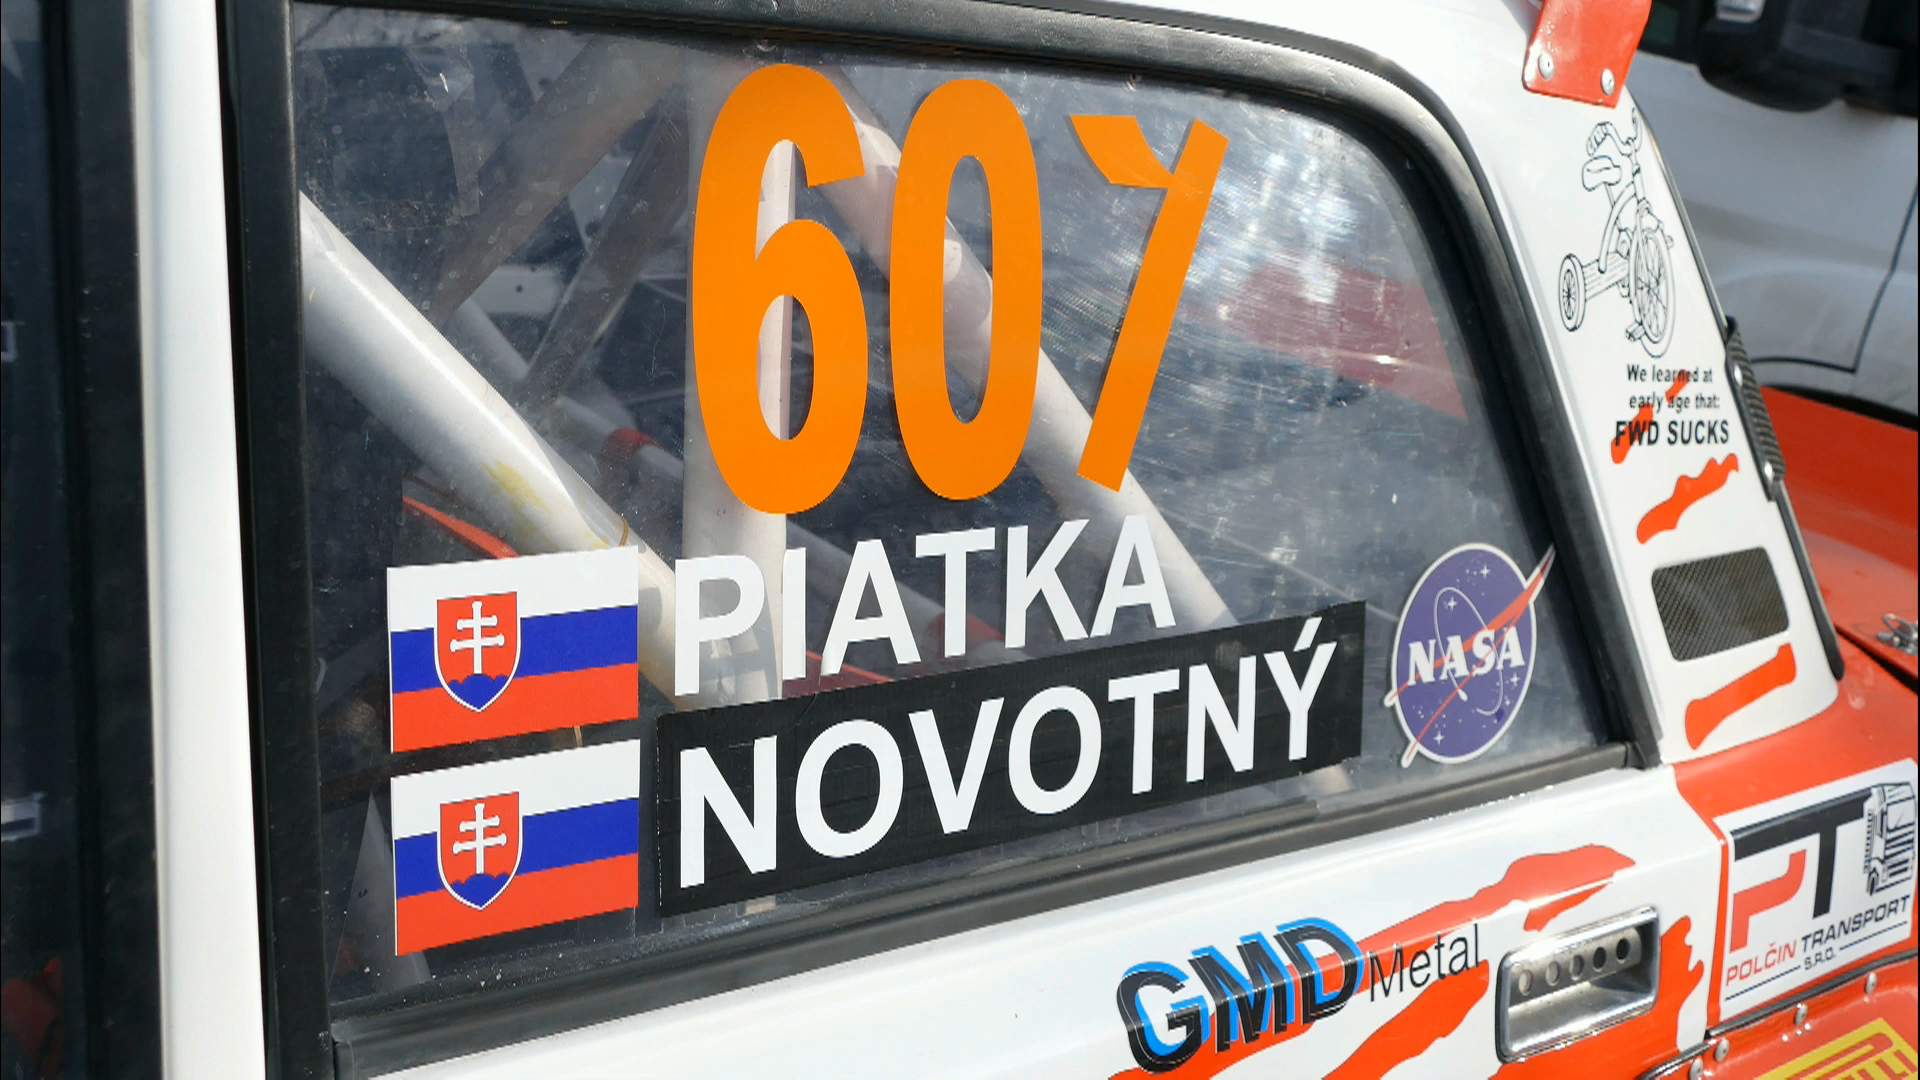 607
PIATKA
NOVOTNÝ
NASA
We learned at
early age that:
FWD SUCKS
GMD Metal
PT
POLČIN TRANSPORT
S.R.O.